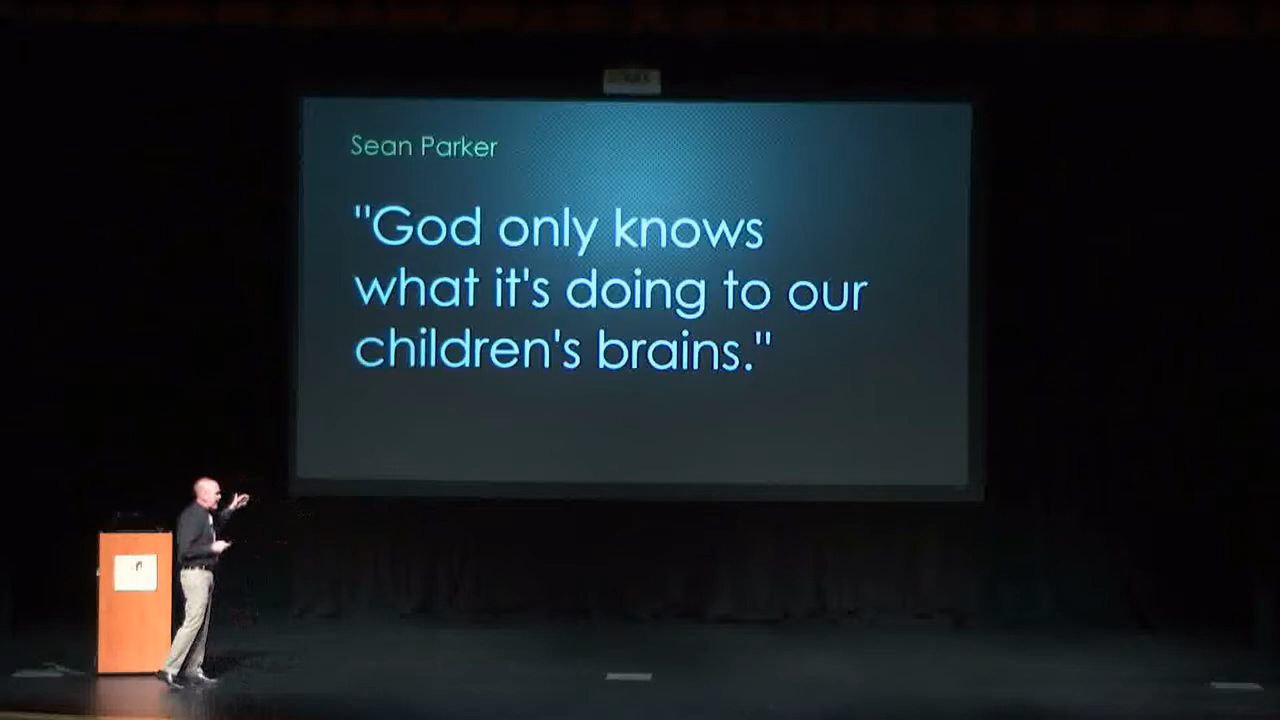 Sean Parker
"God only knows
what it's doing to our
children's brains."